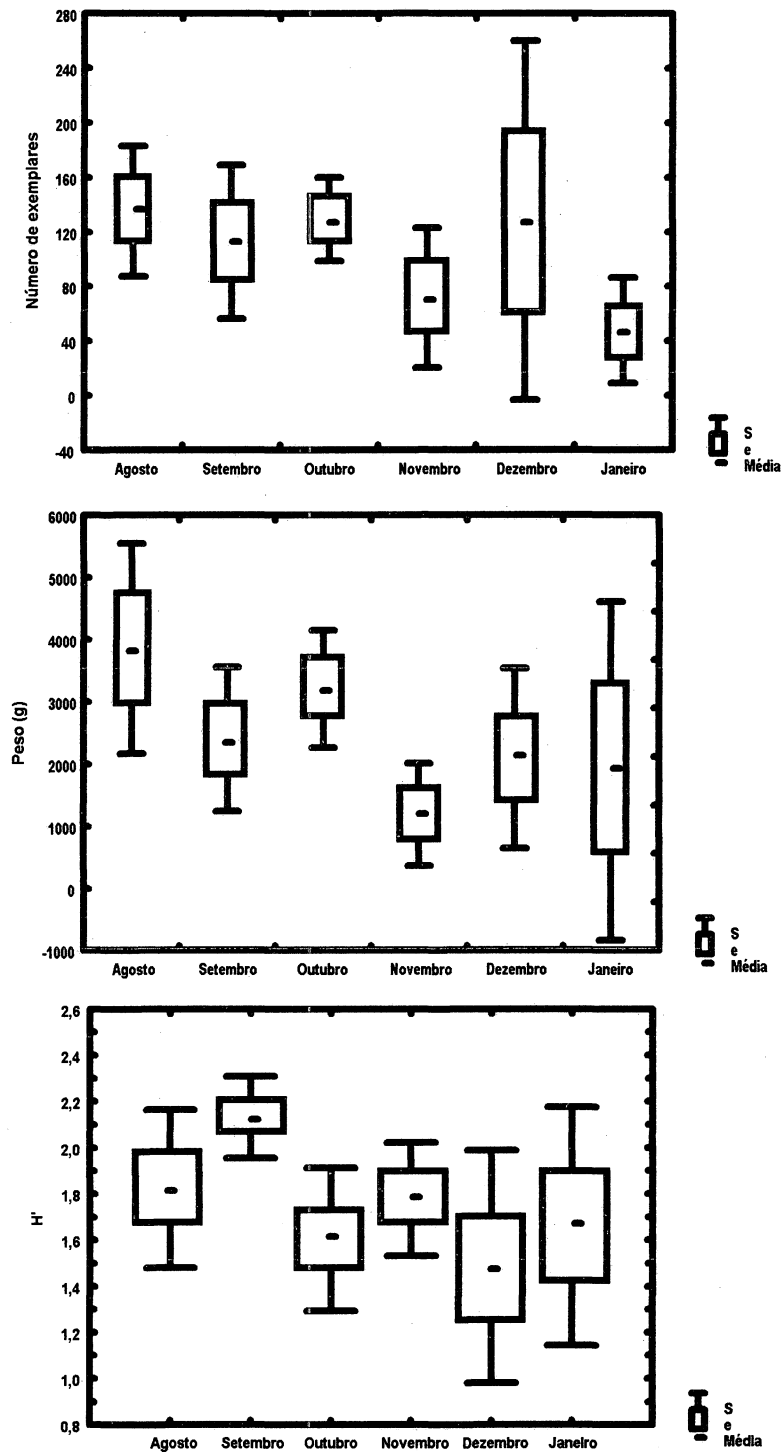 280
240
200
160
120
80
40
0
-40
Número de exemplares
Agosto Setembro Outubro Novembro Dezembro Janeiro
S
e
Média
6000
5000
4000
3000
2000
1000
0
-1000
Peso (g)
Agosto Setembro Outubro Novembro Dezembro Janeiro
S
e
Média
2,6
2,4
2,2
2,0
1,8
1,6
1,4
1,2
1,0
0,8
H'
Agosto Setembro Outubro Novembro Dezembro Janeiro
S
e
Média